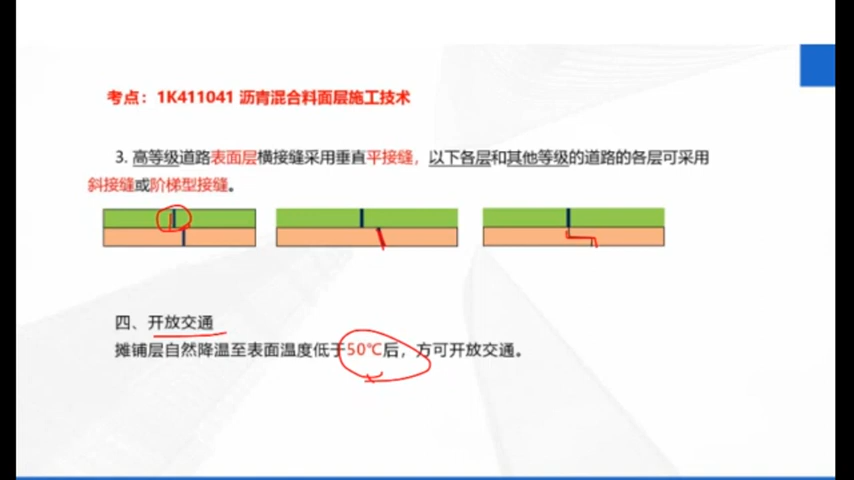 考点：1K411041 沥青混合料面层施工技术
3. 高等级道路表面层横接缝采用垂直平接缝，以下各层和其他等级的道路的各层可采用
斜接缝或阶梯型接缝。
四、开放交通
摊铺层自然降温至表面温度低于50℃后，方可开放交通。